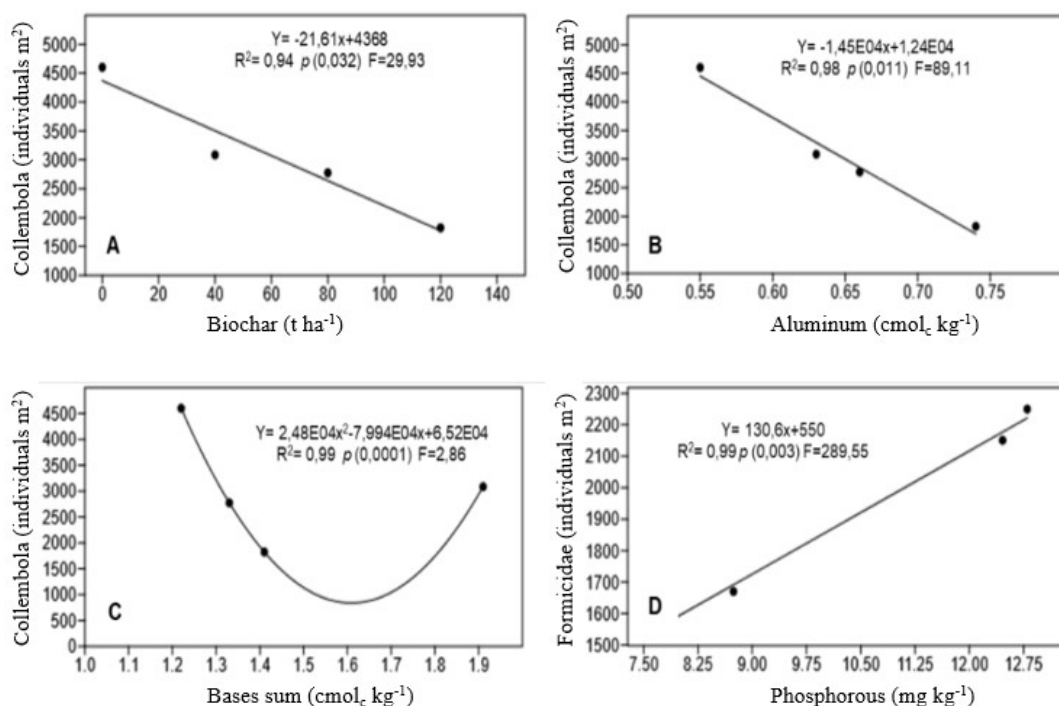 Y= -21,61x+4368
R²= 0,94 p (0,032) F=29,93
Collembola (individuals m²)
5000
4500
4000
3500
3000
2500
2000
1500
1000
A
0 20 40 60 80 100 120 140
Biochar (t ha⁻¹)
Y= -1,45E04x+1,24E04
R²= 0,98 p (0,011) F=89,11
Collembola (individuals m²)
5000
4500
4000
3500
3000
2500
2000
1500
1000
B
0.50 0.55 0.60 0.65 0.70 0.75
Aluminum (cmolc kg⁻¹)
Y= 2,48E04x²-7,994E04x+6,52E04
R²= 0,99 p (0,0001) F=2,86
Collembola (individuals m²)
4500
4000
3500
3000
2500
2000
1500
1000
500
0
C
1.0 1.1 1.2 1.3 1.4 1.5 1.6 1.7 1.8 1.9
Bases sum (cmolc kg⁻¹)
Y= 130,6x+550
R²= 0,99 p (0,003) F=289,55
Formicidae (individuals m²)
2300
2200
2100
2000
1900
1800
1700
1600
1500
D
7.50 8.25 9.00 9.75 10.50 11.25 12.00 12.75
Phosphorous (mg kg⁻¹)